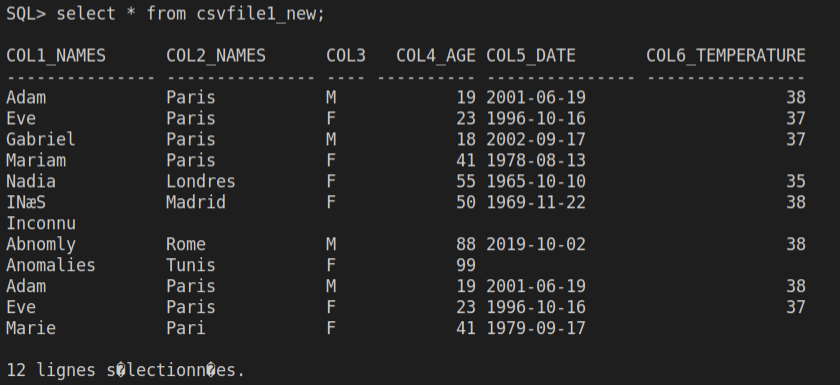 SQL> select * from csvfile1_new;
COL1_NAMES      COL2_NAMES      COL3   COL4_AGE COL5_DATE       COL6_TEMPERATURE
--------------- --------------- ---- ---------- --------------- ----------------
Adam            Paris           M            19 2001-06-19                    38
Eve             Paris           F            23 1996-10-16                    37
Gabriel         Paris           M            18 2002-09-17                    37
Mariam          Paris           F            41 1978-08-13
Nadia           Londres         F            55 1965-10-10                    35
INæS            Madrid          F            50 1969-11-22                    38
Inconnu
Abnomly         Rome            M            88 2019-10-02                    38
Anomalies       Tunis           F            99
Adam            Paris           M            19 2001-06-19                    38
Eve             Paris           F            23 1996-10-16                    37
Marie           Pari            F            41 1979-09-17
12 lignes s�lectionn�es.